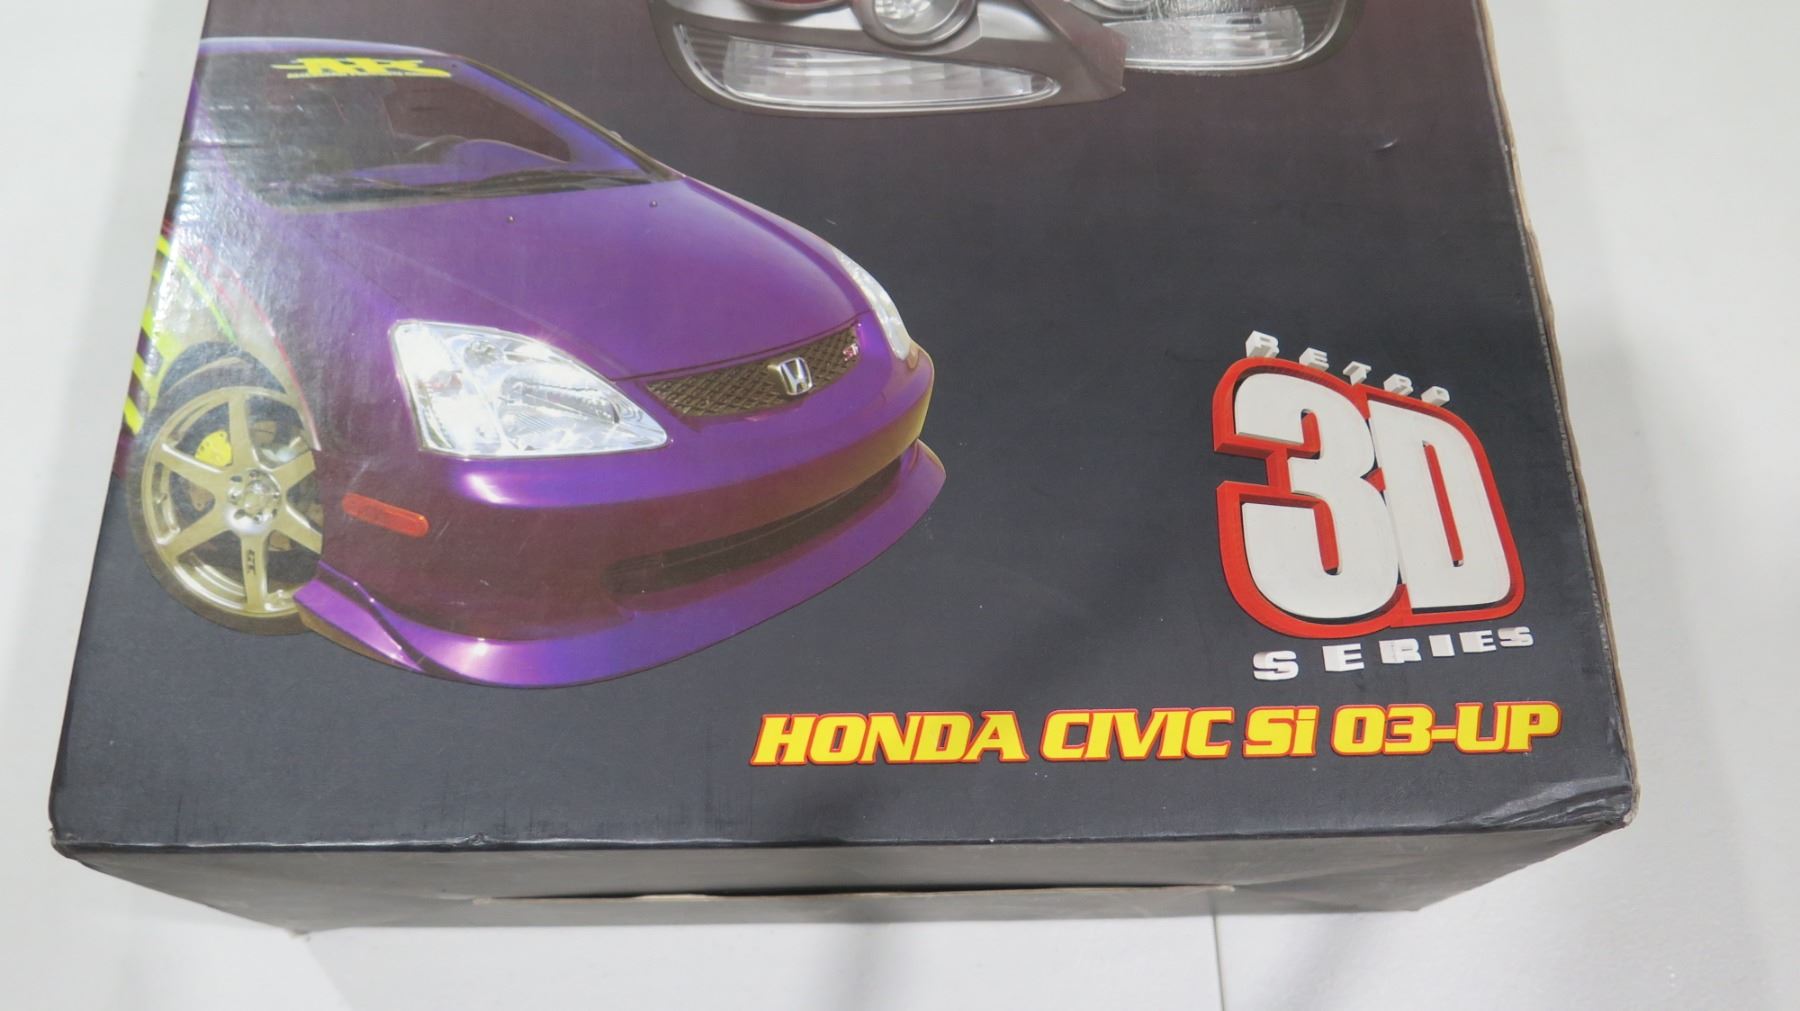 RETRO
3D
SERIES
HONDA CIVIC Si 03-UP